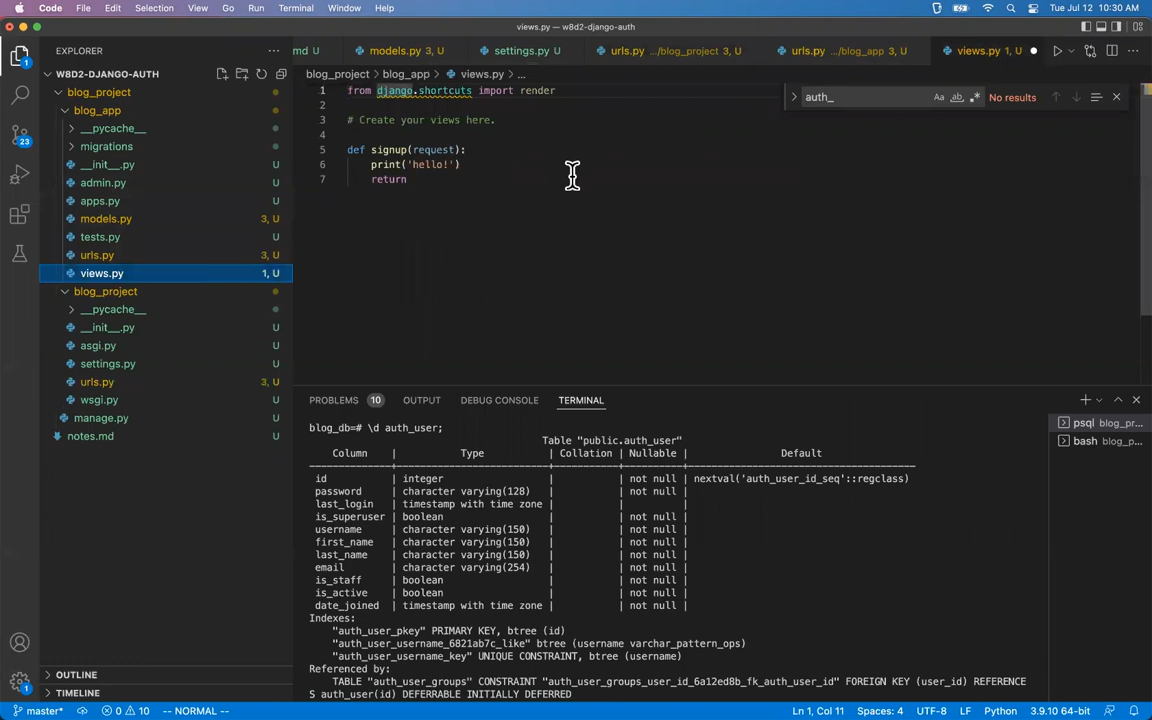 Code File Edit Selection View Go Run Terminal Window Help Tue Jul 12 10:30 AM
views.py — w8d2-django-auth
EXPLORER ...
W8D2-DJANGO-AUTH
blog_project
blog_app
__pycache__
migrations
__init__.py U
admin.py U
apps.py U
models.py 3, U
tests.py U
urls.py 3, U
views.py 1, U
blog_project
__pycache__
__init__.py U
asgi.py U
settings.py U
urls.py 3, U
wsgi.py U
manage.py U
notes.md U
OUTLINE
TIMELINE
1
23
1
md U models.py 3, U settings.py U urls.py .../blog_project 3, U urls.py .../blog_app 3, U views.py 1, U
blog_project > blog_app > views.py > ...
auth_ Aa ab .* No results
1 from django.shortcuts import render
2
3 # Create your views here.
4
5 def signup(request):
6 print('hello!')
7 return
PROBLEMS 10 OUTPUT DEBUG CONSOLE TERMINAL
psql blog_pr...
bash blog_p...
blog_db=# \d auth_user;
Table "public.auth_user"
Column | Type | Collation | Nullable | Default
id | integer | | not null | nextval('auth_user_id_seq'::regclass)
password | character varying(128) | | not null |
last_login | timestamp with time zone | | |
is_superuser | boolean | | not null |
username | character varying(150) | | not null |
first_name | character varying(150) | | not null |
last_name | character varying(150) | | not null |
email | character varying(254) | | not null |
is_staff | boolean | | not null |
is_active | boolean | | not null |
date_joined | timestamp with time zone | | not null |
Indexes:
"auth_user_pkey" PRIMARY KEY, btree (id)
"auth_user_username_6821ab7c_like" btree (username varchar_pattern_ops)
"auth_user_username_key" UNIQUE CONSTRAINT, btree (username)
Referenced by:
TABLE "auth_user_groups" CONSTRAINT "auth_user_groups_user_id_6a12ed8b_fk_auth_user_id" FOREIGN KEY (user_id) REFERENCE
S auth_user(id) DEFERRABLE INITIALLY DEFERRED
master* 0 10 -- NORMAL -- Ln 1, Col 11 Spaces: 4 UTF-8 LF Python 3.9.10 64-bit